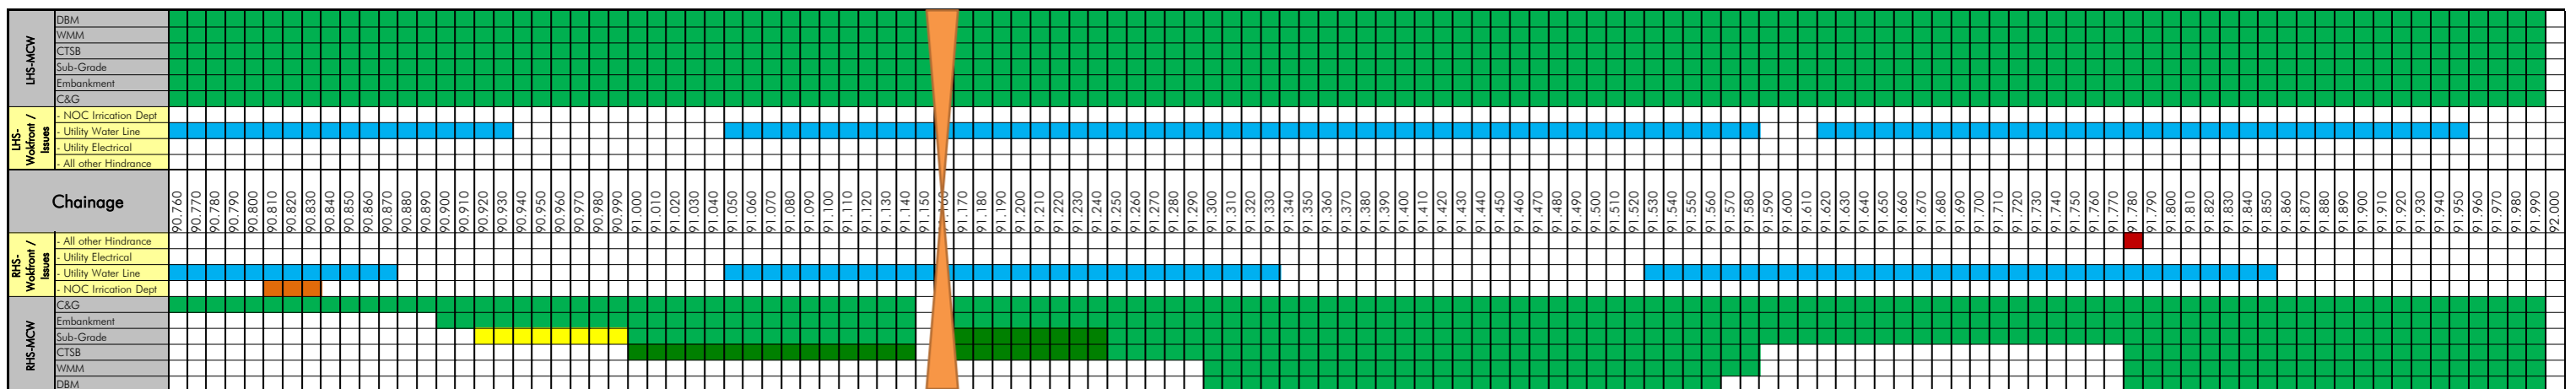 LHS-MCW
DBM
WMM
CTSB
Sub-Grade
Embankment
C&G
LHS-
Wokfront /
Issues
- NOC Irrication Dept
- Utility Water Line
- Utility Electrical
- All other Hindrance
Chainage
90.760 90.770 90.780 90.790 90.800 90.810 90.820 90.830 90.840 90.850 90.860 90.870 90.880 90.890 90.900 90.910 90.920 90.930 90.940 90.950 90.960 90.970 90.980 90.990 91.000 91.010 91.020 91.030 91.040 91.050 91.060 91.070 91.080 91.090 91.100 91.110 91.120 91.130 91.140 91.150 91.170 91.180 91.190 91.200 91.210 91.220 91.230 91.240 91.250 91.260 91.270 91.280 91.290 91.300 91.310 91.320 91.330 91.340 91.350 91.360 91.370 91.380 91.390 91.400 91.410 91.420 91.430 91.440 91.450 91.460 91.470 91.480 91.490 91.500 91.510 91.520 91.530 91.540 91.550 91.560 91.570 91.580 91.590 91.600 91.610 91.620 91.630 91.640 91.650 91.660 91.670 91.680 91.690 91.700 91.710 91.720 91.730 91.740 91.750 91.760 91.770 91.780 91.790 91.800 91.810 91.820 91.830 91.840 91.850 91.860 91.870 91.880 91.890 91.900 91.910 91.920 91.930 91.940 91.950 91.960 91.970 91.980 91.990 92.000
RHS-
Wokfront /
Issues
- All other Hindrance
- Utility Electrical
- Utility Water Line
- NOC Irrication Dept
RHS-MCW
C&G
Embankment
Sub-Grade
CTSB
WMM
DBM